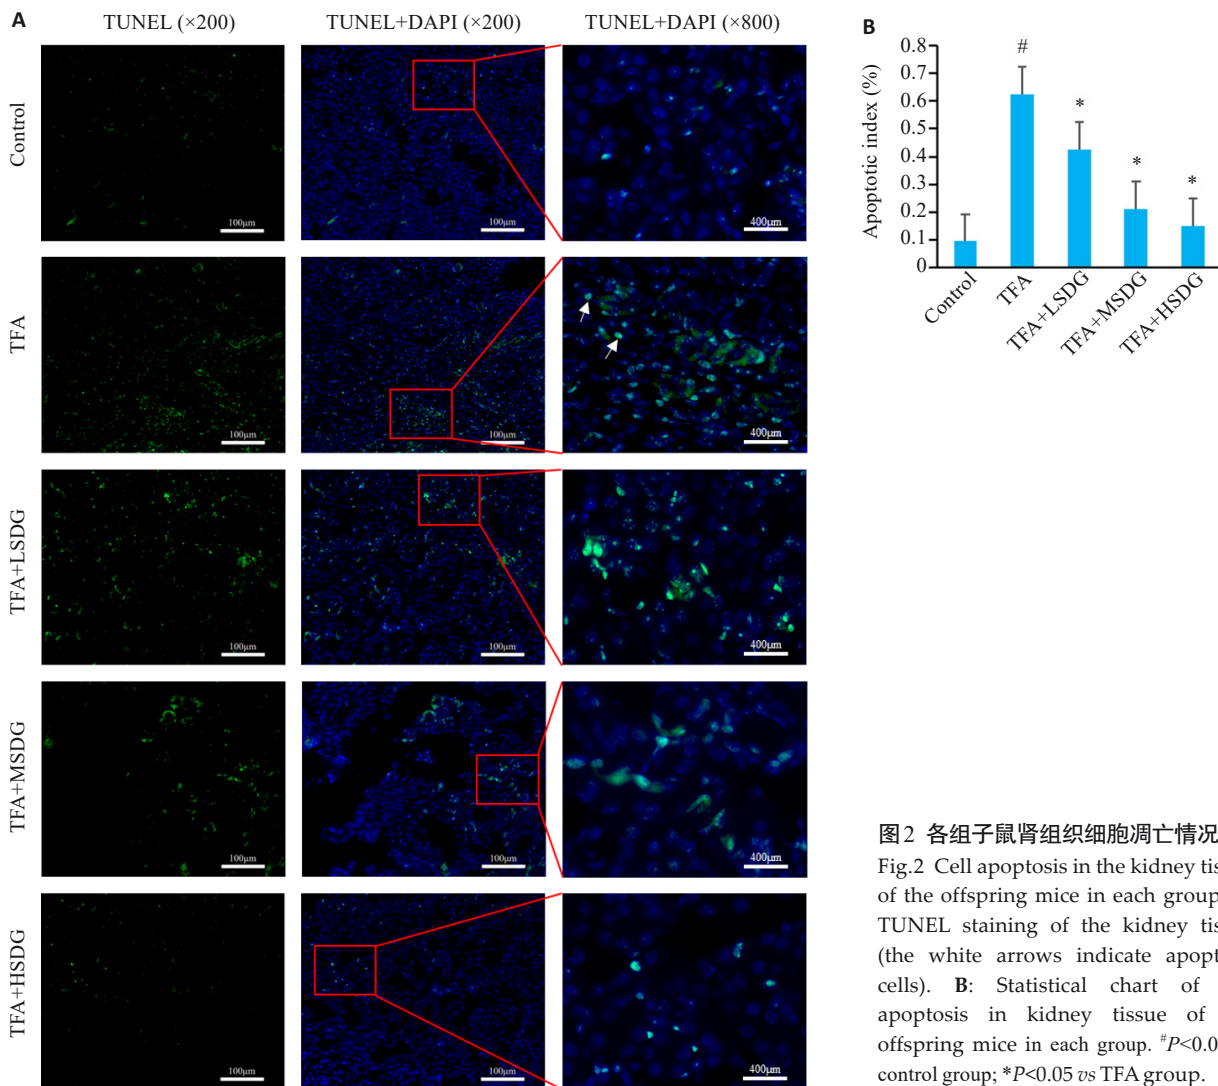 A
TUNEL (×200)
TUNEL+DAPI (×200)
TUNEL+DAPI (×800)
Control
100μm
100μm
400μm
TFA
100μm
100μm
400μm
TFA+LSDG
100μm
100μm
400μm
TFA+MSDG
100μm
100μm
400μm
TFA+HSDG
100μm
100μm
400μm
B
Apoptotic index (%)
0.8
0.7
0.6
0.5
0.4
0.3
0.2
0.1
0
#
*
*
*
Control
TFA
TFA+LSDG
TFA+MSDG
TFA+HSDG
图2 各组子鼠肾组织细胞凋亡情况
Fig.2 Cell apoptosis in the kidney tis
of the offspring mice in each group
TUNEL staining of the kidney tis
(the white arrows indicate apopt
cells). B: Statistical chart of
apoptosis in kidney tissue of
offspring mice in each group. #P<0.0
control group; *P<0.05 vs TFA group.